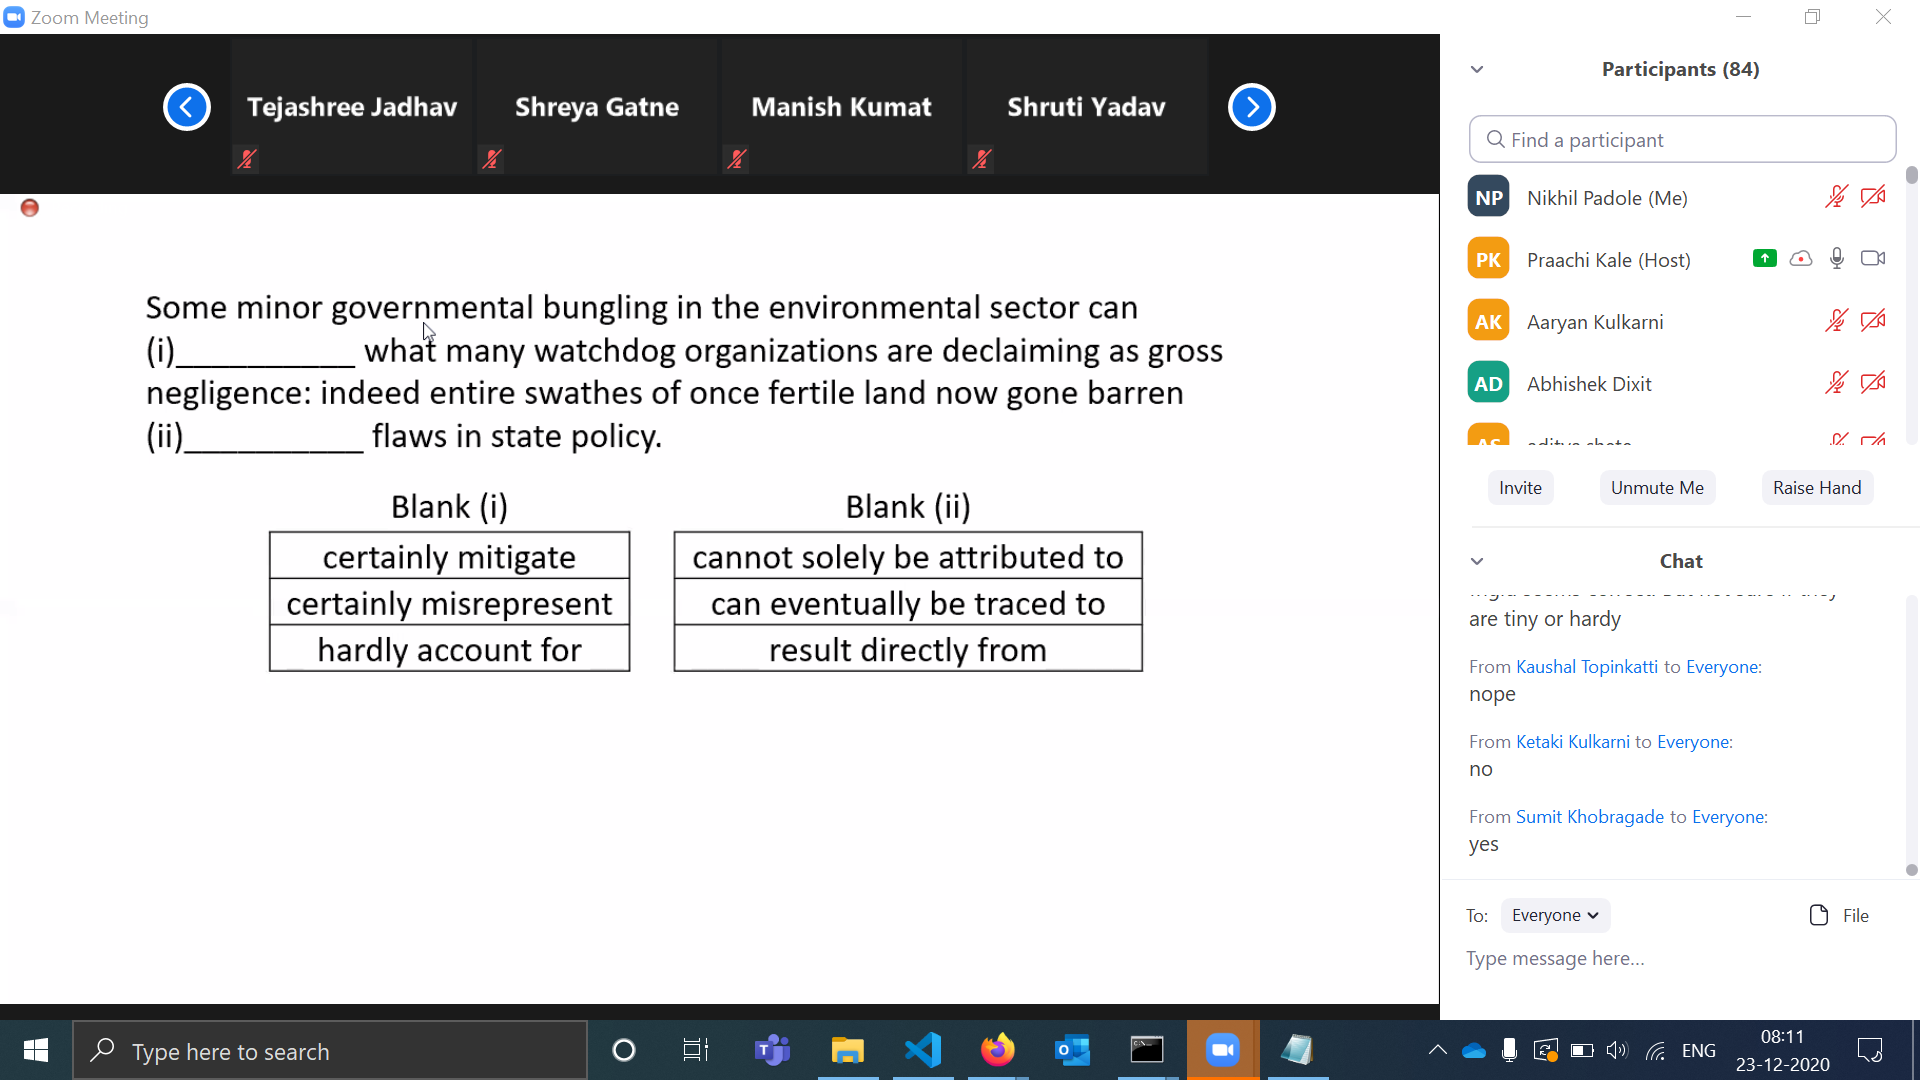 Zoom Meeting
Tejashree Jadhav
Shreya Gatne
Manish Kumat
Shruti Yadav
Some minor governmental bungling in the environmental sector can
(i)__________ what many watchdog organizations are declaiming as gross
negligence: indeed entire swathes of once fertile land now gone barren
(ii)__________ flaws in state policy.
Blank (i)
certainly mitigate
certainly misrepresent
hardly account for
Blank (ii)
cannot solely be attributed to
can eventually be traced to
result directly from
Participants (84)
Find a participant
NP Nikhil Padole (Me)
PK Praachi Kale (Host)
AK Aaryan Kulkarni
AD Abhishek Dixit
Invite
Unmute Me
Raise Hand
Chat
are tiny or hardy
From Kaushal Topinkatti to Everyone:
nope
From Ketaki Kulkarni to Everyone:
no
From Sumit Khobragade to Everyone:
yes
To: Everyone
File
Type message here...
Type here to search
ENG
08:11
23-12-2020